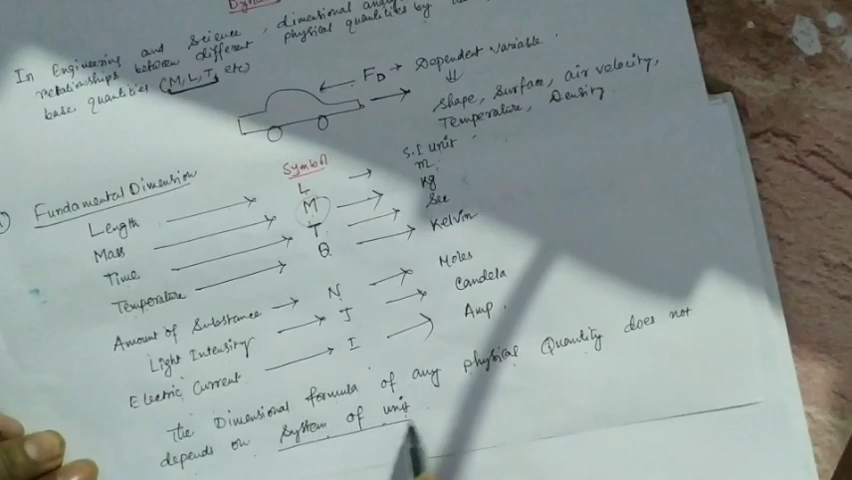 In Engineering and Science, dimensional
relationships between different physical quantities by
base quantities (M, L, T, etc)
FD → Dependent variable.
Shape, Surface, air velocity,
Temperature, Density.
Symbol S.I Unit
Fundamental Dimension
Length → L → m
Mass → M → kg
Time → T → Sec
Temperature → θ → Kelvin
Amount of Substance → N → Moles
Light Intensity → J → Candela
Electric Current → I → Amp.
The Dimensional formula of any physical Quantity does not
depends on System of unit